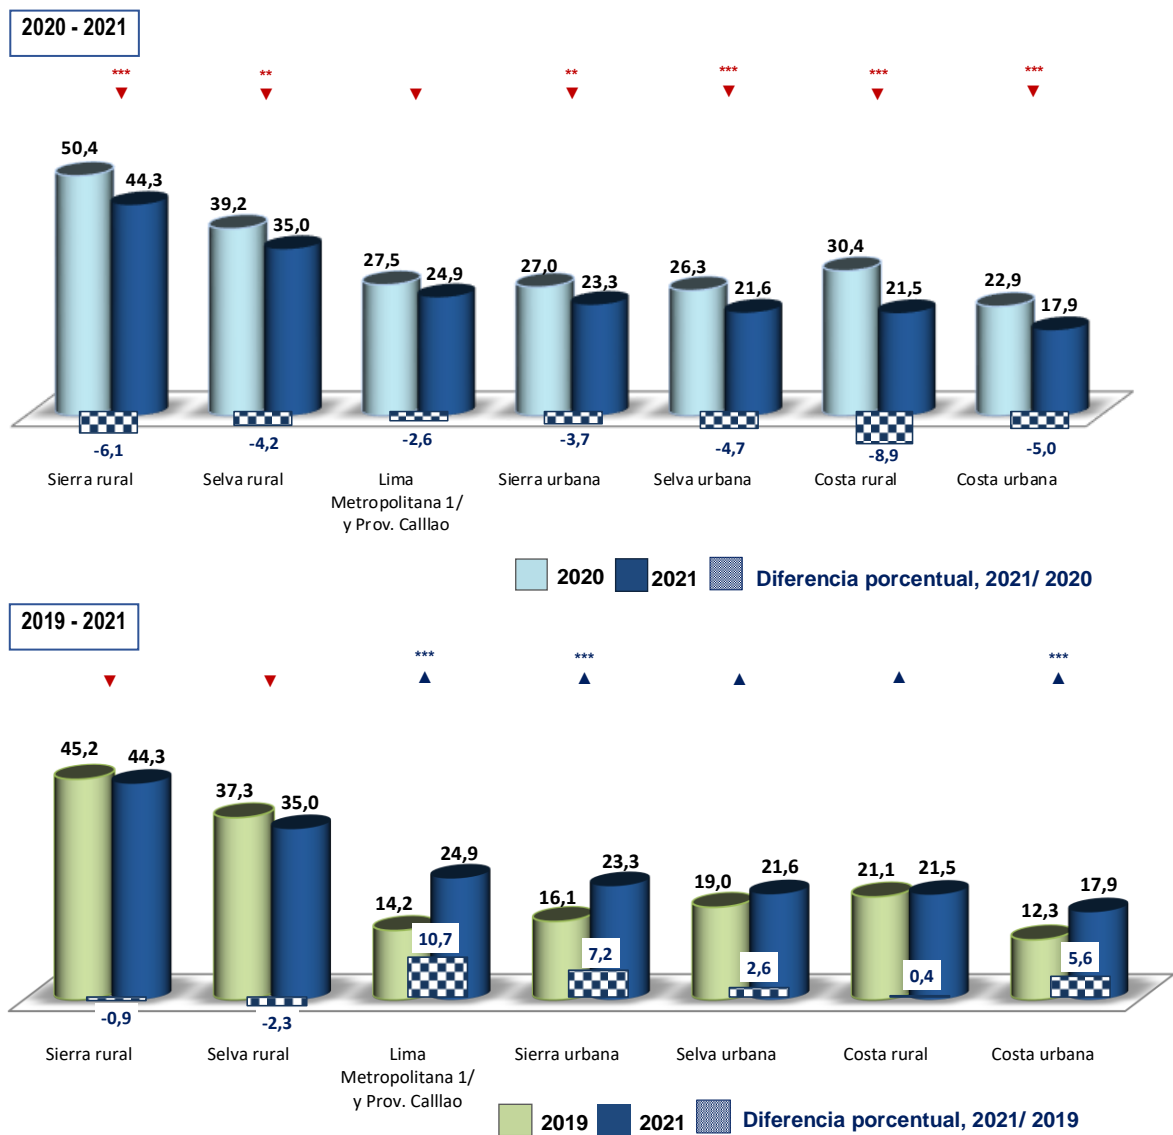 2020 - 2021
*** ** ** *** *** ***
▼ ▼ ▼ ▼ ▼ ▼ ▼
50,4 44,3 39,2 35,0 27,5 24,9 27,0 23,3 26,3 21,6 30,4 21,5 22,9 17,9
-6,1 -4,2 -2,6 -3,7 -4,7 -8,9 -5,0
Sierra rural Selva rural Lima Sierra urbana Selva urbana Costa rural Costa urbana
Metropolitana 1/
y Prov. Calllao
2020 2021 Diferencia porcentual, 2021/ 2020
2019 - 2021
*** *** ***
▼ ▼ ▲ ▲ ▲ ▲ ▲
45,2 44,3 37,3 35,0 14,2 24,9 16,1 23,3 19,0 21,6 21,1 21,5 12,3 17,9
-0,9 -2,3 10,7 7,2 2,6 0,4 5,6
Sierra rural Selva rural Lima Sierra urbana Selva urbana Costa rural Costa urbana
Metropolitana 1/
y Prov. Calllao
2019 2021 Diferencia porcentual, 2021/ 2019